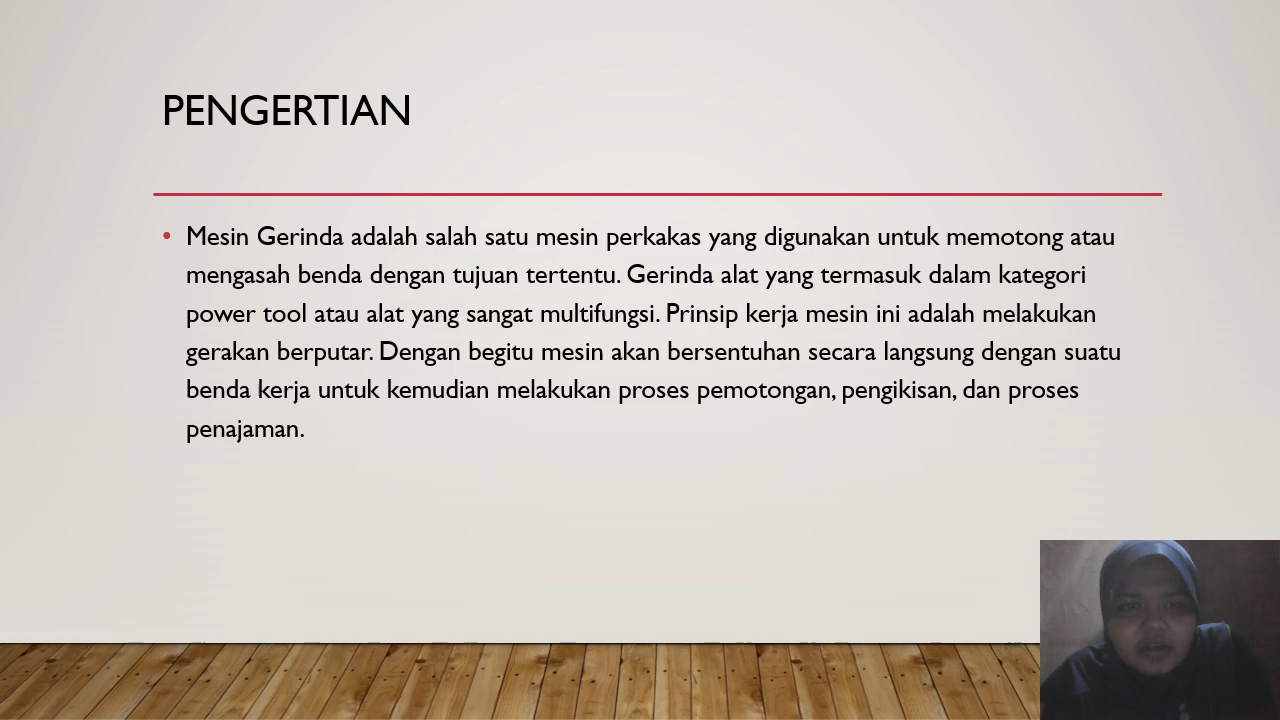 PENGERTIAN
• Mesin Gerinda adalah salah satu mesin perkakas yang digunakan untuk memotong atau
mengasah benda dengan tujuan tertentu. Gerinda alat yang termasuk dalam kategori
power tool atau alat yang sangat multifungsi. Prinsip kerja mesin ini adalah melakukan
gerakan berputar. Dengan begitu mesin akan bersentuhan secara langsung dengan suatu
benda kerja untuk kemudian melakukan proses pemotongan, pengikisan, dan proses
penajaman.